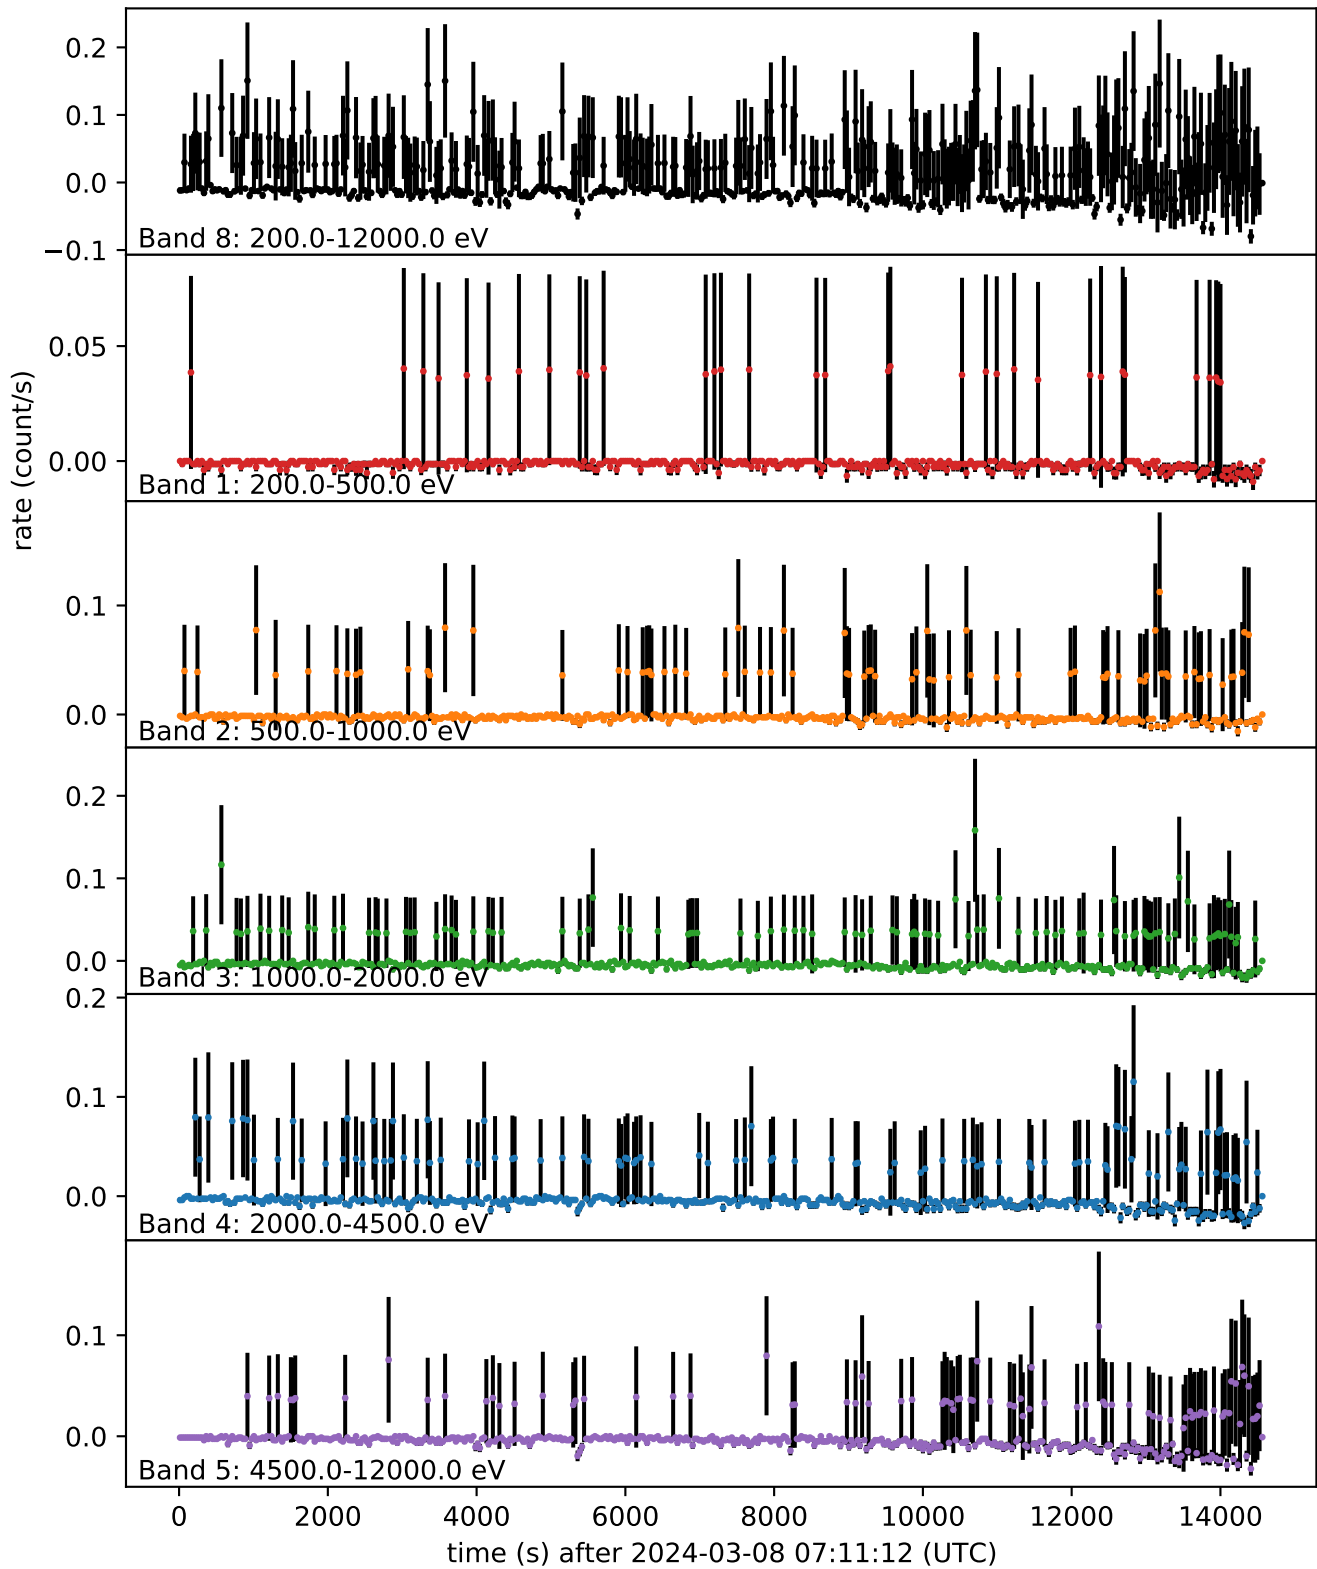 0.2
0.1
0.0
−0.1
Band 8: 200.0-12000.0 eV
0.05
0.00
Band 1: 200.0-500.0 eV
rate (count/s)
0.1
0.0
Band 2: 500.0-1000.0 eV
0.2
0.1
0.0
Band 3: 1000.0-2000.0 eV
0.2
0.1
0.0
Band 4: 2000.0-4500.0 eV
0.1
0.0
Band 5: 4500.0-12000.0 eV
0 2000 4000 6000 8000 10000 12000 14000
time (s) after 2024-03-08 07:11:12 (UTC)